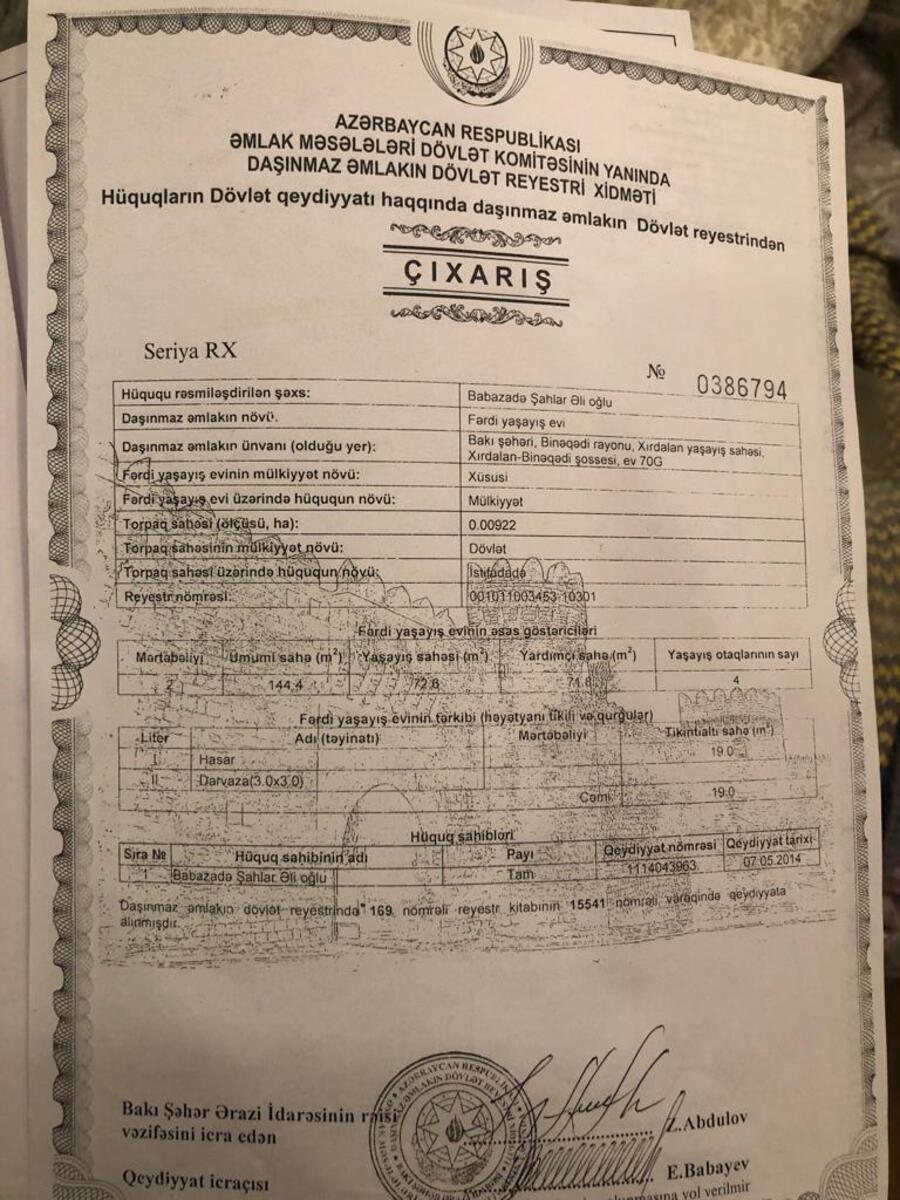 AZƏRBAYCAN RESPUBLİKASI
ƏMLAK MƏSƏLƏLƏRİ DÖVLƏT KOMİTƏSİNİN YANINDA
DAŞINMAZ ƏMLAKIN DÖVLƏT REYESTRİ XİDMƏTİ
Hüquqların Dövlət qeydiyyatı haqqında daşınmaz əmlakın Dövlət reyestrindən
ÇIXARIŞ
Seriya RX
№ 0386794
Hüququ rəsmiləşdirilən şəxs: Babazadə Şahlar Əli oğlu
Daşınmaz əmlakın növü: Fərdi yaşayış evi
Daşınmaz əmlakın ünvanı (olduğu yer): Bakı şəhəri, Binəqədi rayonu, Xırdalan yaşayış sahəsi,
Xırdalan-Binəqədi şossesi, ev 70G
Fərdi yaşayış evinin mülkiyyət növü: Xüsusi
Fərdi yaşayış evi üzərində hüququn növü: Mülkiyyət
Torpaq sahəsi (ölçüsü, ha): 0.00922
Torpaq sahəsinin mülkiyyət növü: Dövlət
Torpaq sahəsi üzərində hüququn növü: İstifadədə
Reyestr nömrəsi: 001011003453-10301
Fərdi yaşayış evinin əsas göstəriciləri
Mərtəbəliyi Ümumi sahə (m²) Yaşayış sahəsi (m²) Yardımçı sahə (m²) Yaşayış otaqlarının sayı
2 144.4 72.6 71.8 4
Fərdi yaşayış evinin tərkibi (həyətyanı tikili və qurğular)
Liter Adı (təyinatı) Mərtəbəliyi Tikintialtı sahə (m²)
I Hasar 19.0
II Darvaza(3.0x3.0)
Cəmi 19.0
Hüquq sahibləri
Sıra № Hüquq sahibinin adı Payı Qeydiyyat nömrəsi Qeydiyyat tarixi
1 Babazadə Şahlar Əli oğlu Tam 1114043963 07.05.2014
Daşınmaz əmlakın dövlət reyestrində 169 nömrəli reyestr kitabının 15541 nömrəli vərəqində qeydiyyata
alınmışdır.
Bakı Şəhər Ərazi İdarəsinin rəisi
vəzifəsini icra edən
Abdulov
Qeydiyyat icraçısı
E.Babayev
yol verilmir